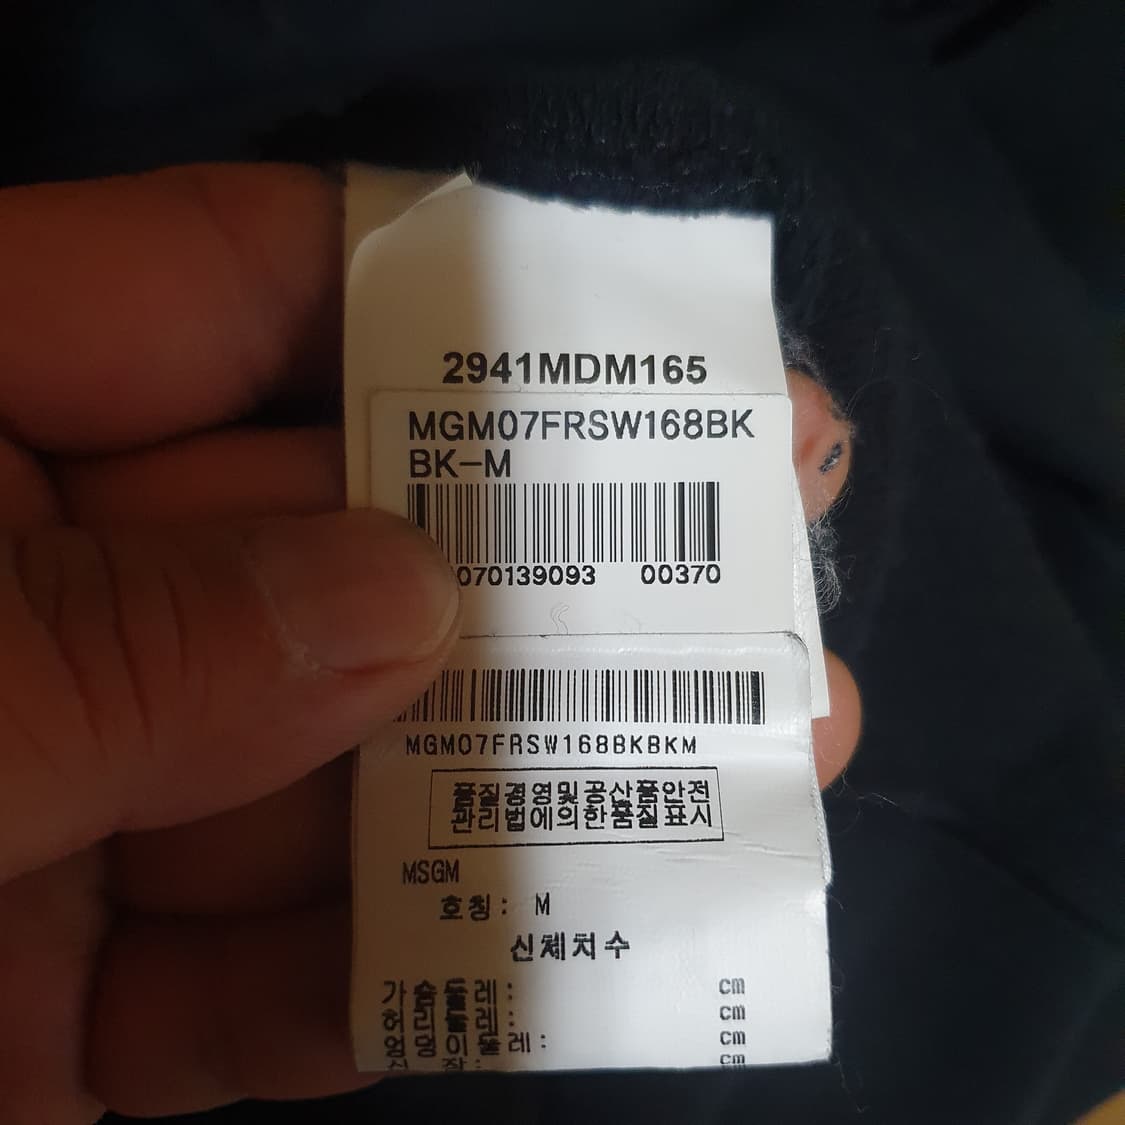 2941MDM165
MGM07FRSW168BK
BK-M
070139093 00370
MGM07FRSW168BKBKM
품질경영및공산품안전
관리법에의한품질표시
MSGM
호칭: M
신체치수
가슴둘레: cm
허리둘레: cm
엉덩이둘레: cm
cm